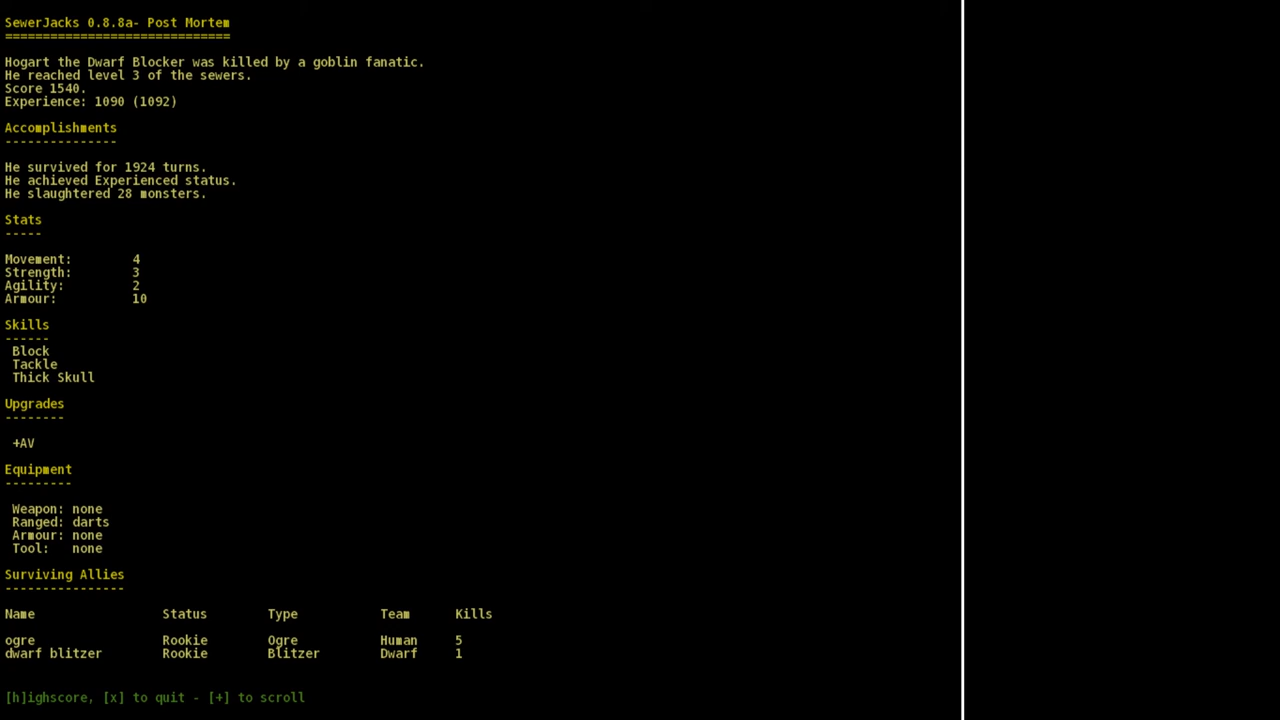 SewerJacks 0.8.8a- Post Mortem
==============================
Hogart the Dwarf Blocker was killed by a goblin fanatic.
He reached level 3 of the sewers.
Score 1540.
Experience: 1090 (1092)
Accomplishments
---------------
He survived for 1924 turns.
He achieved Experienced status.
He slaughtered 28 monsters.
Stats
-----
Movement: 4
Strength: 3
Agility: 2
Armour: 10
Skills
------
Block
Tackle
Thick Skull
Upgrades
--------
+AV
Equipment
---------
Weapon: none
Ranged: darts
Armour: none
Tool: none
Surviving Allies
----------------
Name Status Type Team Kills
ogre Rookie Ogre Human 5
dwarf blitzer Rookie Blitzer Dwarf 1
[h]ighscore, [x] to quit - [+] to scroll